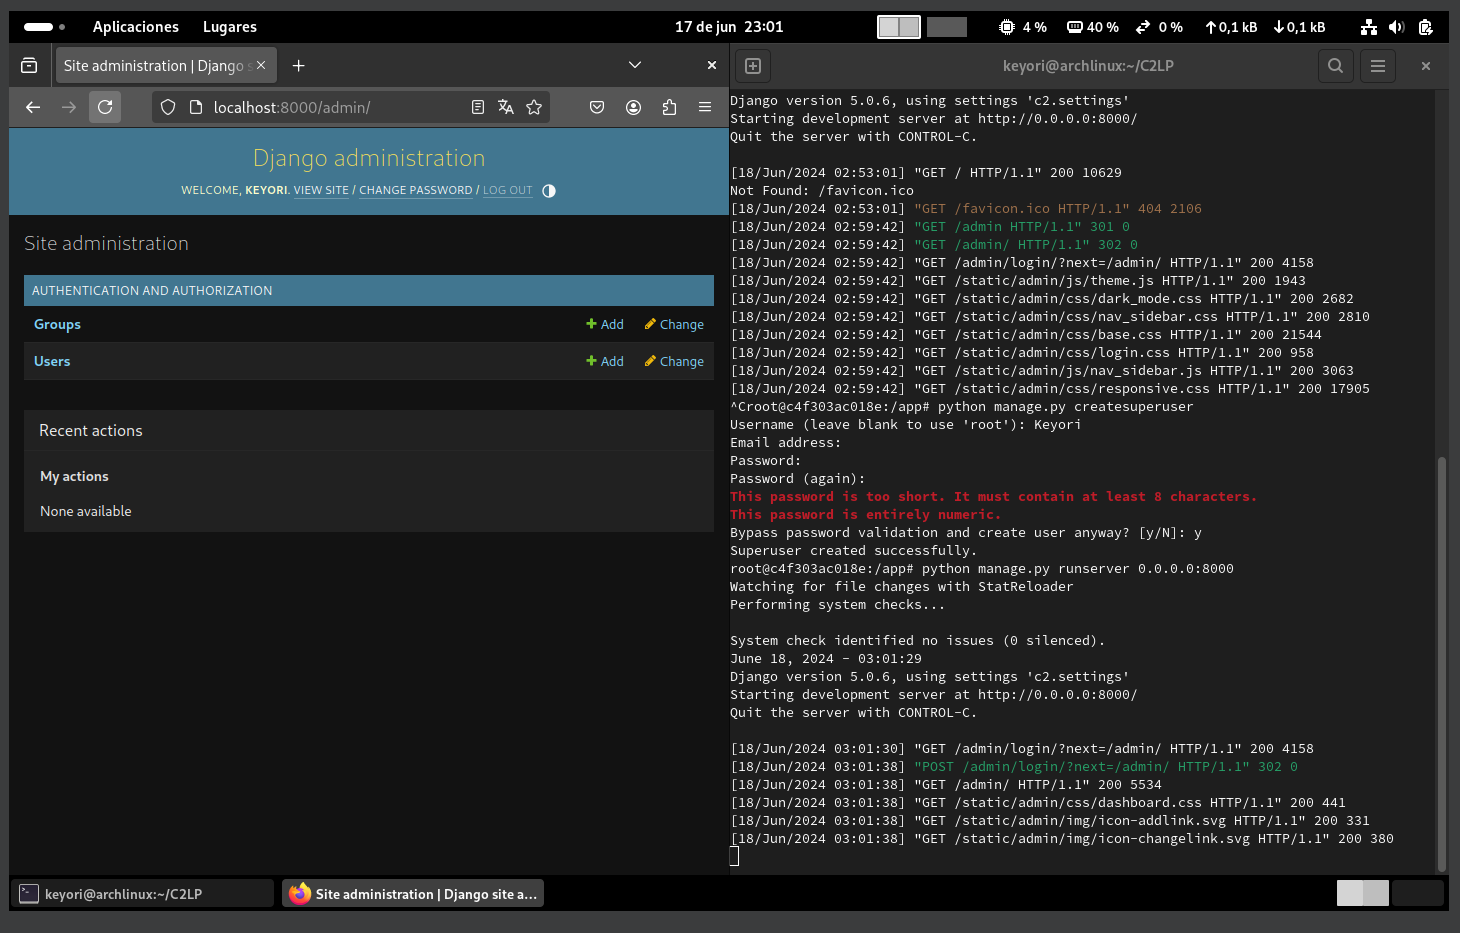 Aplicaciones Lugares 17 de jun 23:01 4 % 40 % 0 % 0,1 kB 0,1 kB
Site administration | Django s
keyori@archlinux:~/C2LP
localhost:8000/admin/
Django administration
WELCOME, KEYORI. VIEW SITE / CHANGE PASSWORD / LOG OUT
Site administration
AUTHENTICATION AND AUTHORIZATION
Groups Add Change
Users Add Change
Recent actions
My actions
None available
Django version 5.0.6, using settings 'c2.settings'
Starting development server at http://0.0.0.0:8000/
Quit the server with CONTROL-C.
[18/Jun/2024 02:53:01] "GET / HTTP/1.1" 200 10629
Not Found: /favicon.ico
[18/Jun/2024 02:53:01] "GET /favicon.ico HTTP/1.1" 404 2106
[18/Jun/2024 02:59:42] "GET /admin HTTP/1.1" 301 0
[18/Jun/2024 02:59:42] "GET /admin/ HTTP/1.1" 302 0
[18/Jun/2024 02:59:42] "GET /admin/login/?next=/admin/ HTTP/1.1" 200 4158
[18/Jun/2024 02:59:42] "GET /static/admin/js/theme.js HTTP/1.1" 200 1943
[18/Jun/2024 02:59:42] "GET /static/admin/css/dark_mode.css HTTP/1.1" 200 2682
[18/Jun/2024 02:59:42] "GET /static/admin/css/nav_sidebar.css HTTP/1.1" 200 2810
[18/Jun/2024 02:59:42] "GET /static/admin/css/base.css HTTP/1.1" 200 21544
[18/Jun/2024 02:59:42] "GET /static/admin/css/login.css HTTP/1.1" 200 958
[18/Jun/2024 02:59:42] "GET /static/admin/js/nav_sidebar.js HTTP/1.1" 200 3063
[18/Jun/2024 02:59:42] "GET /static/admin/css/responsive.css HTTP/1.1" 200 17905
^Croot@c4f303ac018e:/app# python manage.py createsuperuser
Username (leave blank to use 'root'): Keyori
Email address:
Password:
Password (again):
This password is too short. It must contain at least 8 characters.
This password is entirely numeric.
Bypass password validation and create user anyway? [y/N]: y
Superuser created successfully.
root@c4f303ac018e:/app# python manage.py runserver 0.0.0.0:8000
Watching for file changes with StatReloader
Performing system checks...
System check identified no issues (0 silenced).
June 18, 2024 - 03:01:29
Django version 5.0.6, using settings 'c2.settings'
Starting development server at http://0.0.0.0:8000/
Quit the server with CONTROL-C.
[18/Jun/2024 03:01:30] "GET /admin/login/?next=/admin/ HTTP/1.1" 200 4158
[18/Jun/2024 03:01:38] "POST /admin/login/?next=/admin/ HTTP/1.1" 302 0
[18/Jun/2024 03:01:38] "GET /admin/ HTTP/1.1" 200 5534
[18/Jun/2024 03:01:38] "GET /static/admin/css/dashboard.css HTTP/1.1" 200 441
[18/Jun/2024 03:01:38] "GET /static/admin/img/icon-addlink.svg HTTP/1.1" 200 331
[18/Jun/2024 03:01:38] "GET /static/admin/img/icon-changelink.svg HTTP/1.1" 200 380
keyori@archlinux:~/C2LP
Site administration | Django site a...